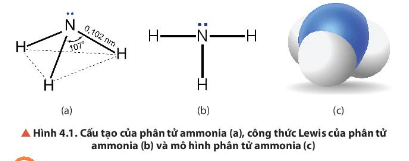 N
0,102 nm
107°
H
H
H
H N H
H
(a) (b) (c)
▲ Hình 4.1. Cấu tạo của phân tử ammonia (a), công thức Lewis của phân tử
ammonia (b) và mô hình phân tử ammonia (c)